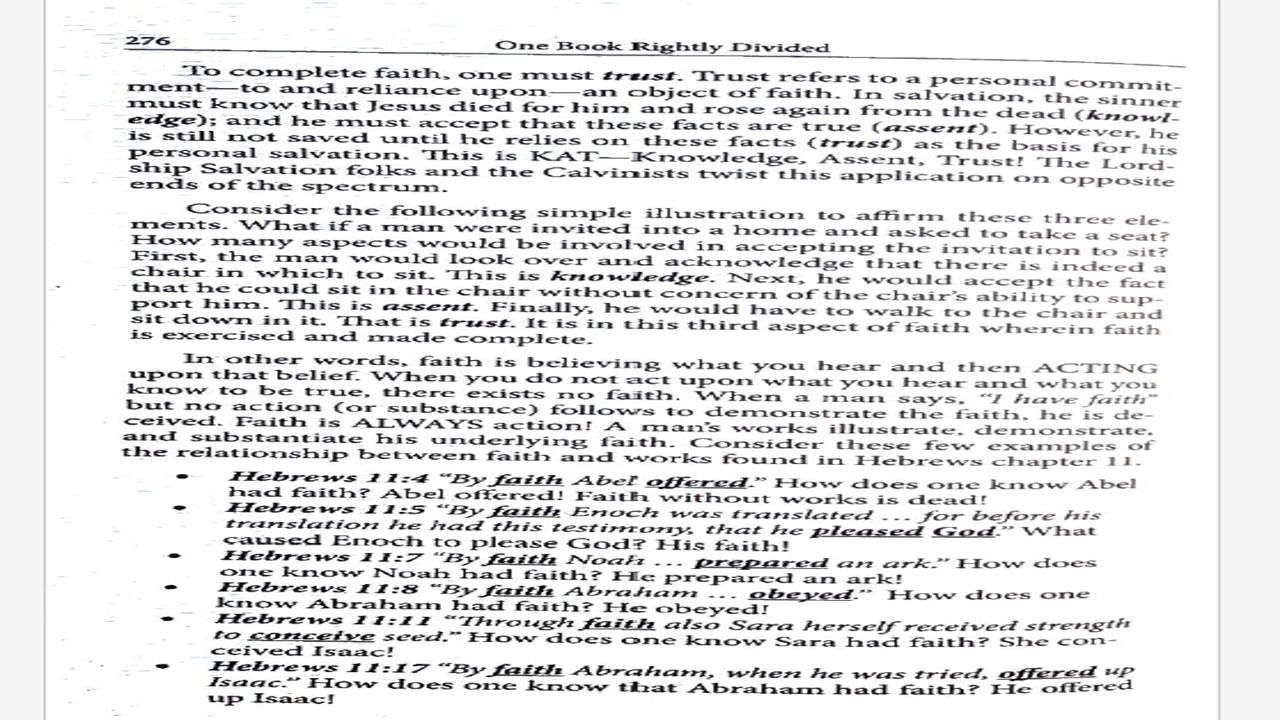 276
One Book Rightly Divided
To complete faith, one must trust. Trust refers to a personal commit-
ment—to and reliance upon—an object of faith. In salvation, the sinner
must know that Jesus died for him and rose again from the dead (knowl-
edge); and he must accept that these facts are true (assent). However, he
is still not saved until he relies on these facts (trust) as the basis for his
personal salvation. This is KAT—Knowledge, Assent, Trust! The Lord-
ship Salvation folks and the Calvinists twist this application on opposite
ends of the spectrum.
Consider the following simple illustration to affirm these three ele-
ments. What if a man were invited into a home and asked to take a seat?
How many aspects would be involved in accepting the invitation to sit?
First, the man would look over and acknowledge that there is indeed a
chair in which to sit. This is knowledge. Next, he would accept the fact
that he could sit in the chair without concern of the chair's ability to sup-
port him. This is assent. Finally, he would have to walk to the chair and
sit down in it. That is trust. It is in this third aspect of faith wherein faith
is exercised and made complete.
In other words, faith is believing what you hear and then ACTING
upon that belief. When you do not act upon what you hear and what you
know to be true, there exists no faith. When a man says, "I have faith"
but no action (or substance) follows to demonstrate the faith, he is de-
ceived. Faith is ALWAYS action! A man's works illustrate, demonstrate,
and substantiate his underlying faith. Consider these few examples of
the relationship between faith and works found in Hebrews chapter 11.
• Hebrews 11:4 "By faith Abel offered." How does one know Abel
had faith? Abel offered! Faith without works is dead!
• Hebrews 11:5 "By faith Enoch was translated ... for before his
translation he had this testimony, that he pleased God." What
caused Enoch to please God? His faith!
• Hebrews 11:7 "By faith Noah ... prepared an ark." How does
one know Noah had faith? He prepared an ark!
• Hebrews 11:8 "By faith Abraham ... obeyed." How does one
know Abraham had faith? He obeyed!
• Hebrews 11:11 "Through faith also Sara herself received strength
to conceive seed." How does one know Sara had faith? She con-
ceived Isaac!
• Hebrews 11:17 "By faith Abraham, when he was tried, offered up
Isaac." How does one know that Abraham had faith? He offered
up Isaac!